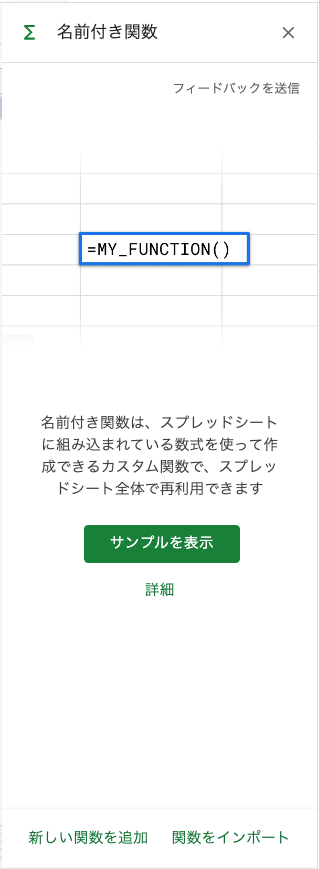 Σ 名前付き関数 ×
フィードバックを送信
=MY_FUNCTION()
名前付き関数は、スプレッドシート
に組み込まれている数式を使って作
成できるカスタム関数で、スプレッ
ドシート全体で再利用できます
サンプルを表示
詳細
新しい関数を追加 関数をインポート